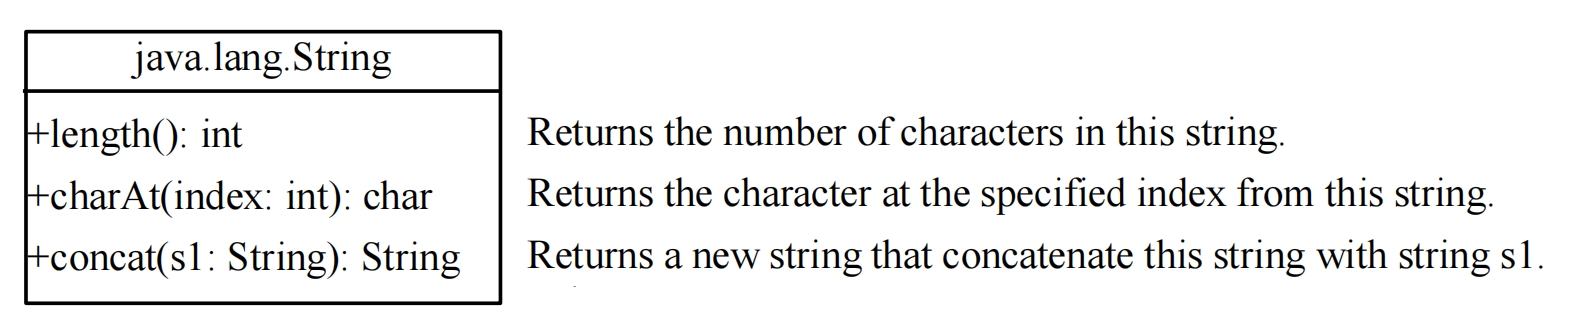 java.lang.String
+length(): int Returns the number of characters in this string.
+charAt(index: int): char Returns the character at the specified index from this string.
+concat(s1: String): String Returns a new string that concatenate this string with string s1.